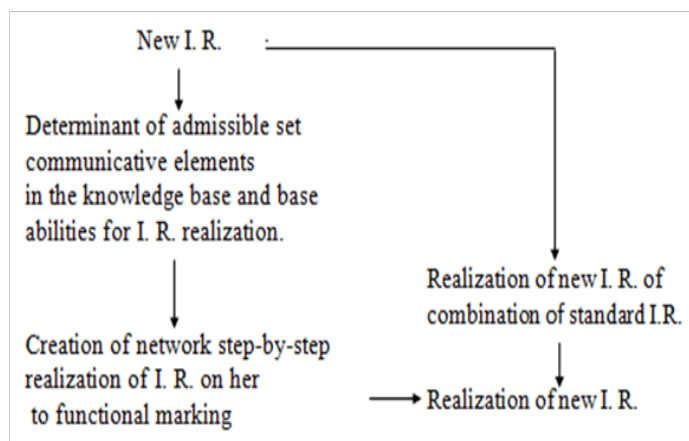 New I. R.
Determinant of admissible set
communicative elements
in the knowledge base and base
abilities for I. R. realization.
Creation of network step-by-step
realization of I. R. on her
to functional marking
Realization of new I. R. of
combination of standard I.R.
Realization of new I. R.